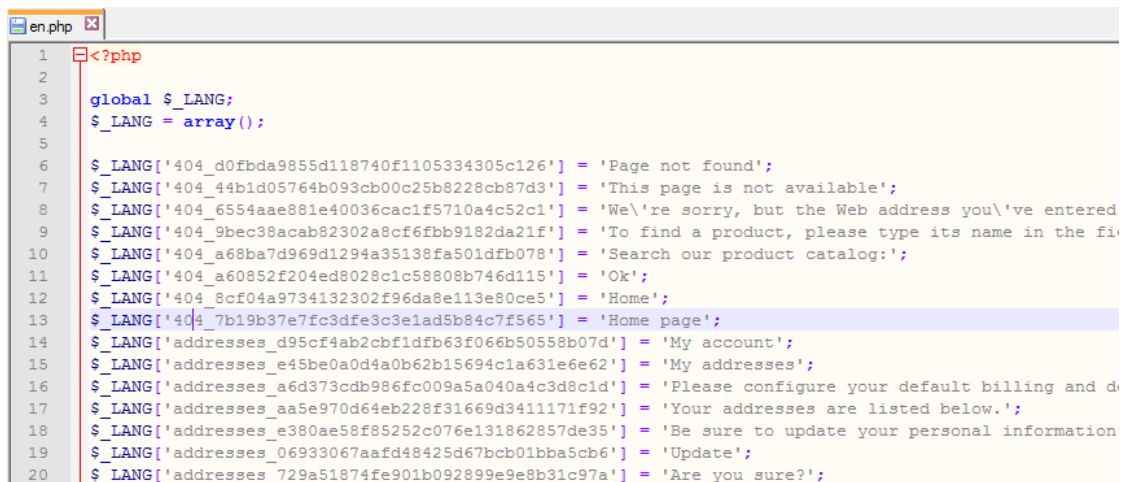 en.php
1 <?php
2
3 global $_LANG;
4 $_LANG = array();
5
6 $_LANG['404_d0fbda9855d118740f1105334305c126'] = 'Page not found';
7 $_LANG['404_44b1d05764b093cb00c25b8228cb87d3'] = 'This page is not available';
8 $_LANG['404_6554aae881e40036cac1f5710a4c52c1'] = 'We\'re sorry, but the Web address you\'ve entered
9 $_LANG['404_9bec38acab82302a8cf6fbb9182da21f'] = 'To find a product, please type its name in the fi
10 $_LANG['404_a68ba7d969d1294a35138fa501dfb078'] = 'Search our product catalog:';
11 $_LANG['404_a60852f204ed8028c1c58808b746d115'] = 'Ok';
12 $_LANG['404_8cf04a9734132302f96da8e113e80ce5'] = 'Home';
13 $_LANG['404_7b19b37e7fc3dfe3c3e1ad5b84c7f565'] = 'Home page';
14 $_LANG['addresses_d95cf4ab2cbf1dfb63f066b50558b07d'] = 'My account';
15 $_LANG['addresses_e45be0a0d4a0b62b15694c1a631e6e62'] = 'My addresses';
16 $_LANG['addresses_a6d373cdb986fc009a5a040a4c3d8c1d'] = 'Please configure your default billing and d
17 $_LANG['addresses_aa5e970d64eb228f31669d3411171f92'] = 'Your addresses are listed below.';
18 $_LANG['addresses_e380ae58f85252c076e131862857de35'] = 'Be sure to update your personal information
19 $_LANG['addresses_06933067aafd48425d67bcb01bba5cb6'] = 'Update';
20 $_LANG['addresses_729a51874fe901b092899e9e8b31c97a'] = 'Are you sure?';